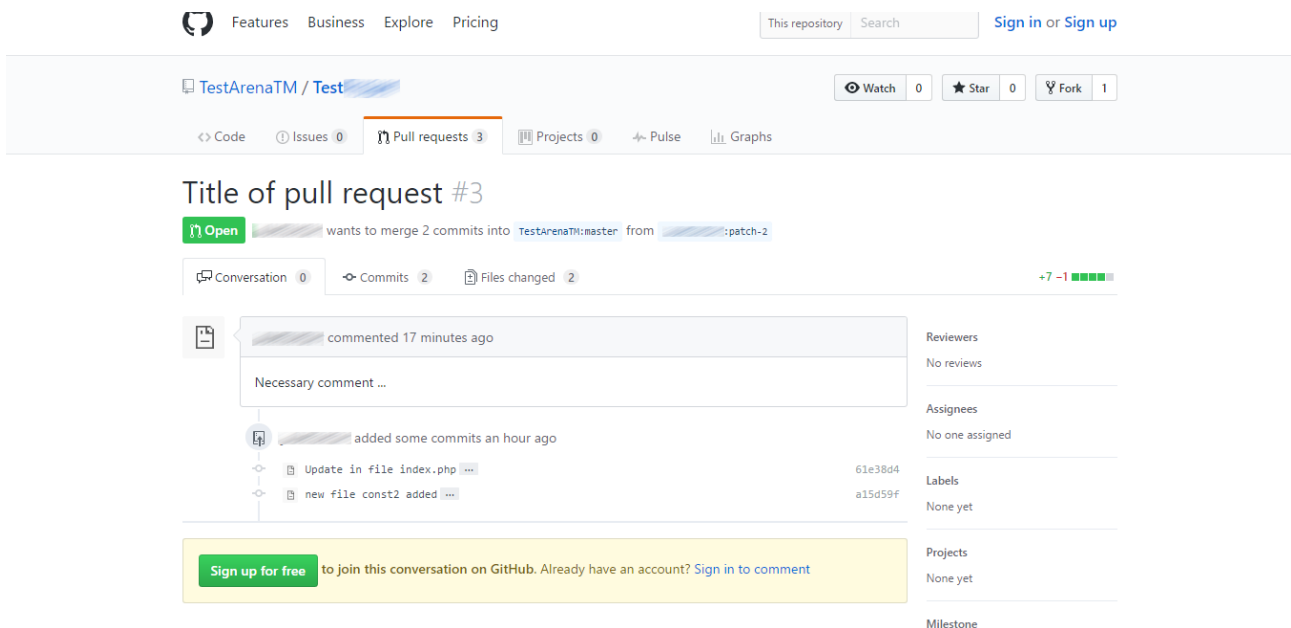 Features Business Explore Pricing This repository Search Sign in or Sign up
TestArenaTM / Test
Watch 0 Star 0 Fork 1
Code Issues 0 Pull requests 3 Projects 0 Pulse Graphs
Title of pull request #3
Open wants to merge 2 commits into TestArenaTM:master from :patch-2
Conversation 0 Commits 2 Files changed 2 +7 −1
commented 17 minutes ago
Necessary comment ...
added some commits an hour ago
Update in file index.php ... 61e38d4
new file const2 added ... a15d59f
Sign up for free to join this conversation on GitHub. Already have an account? Sign in to comment
Reviewers
No reviews
Assignees
No one assigned
Labels
None yet
Projects
None yet
Milestone